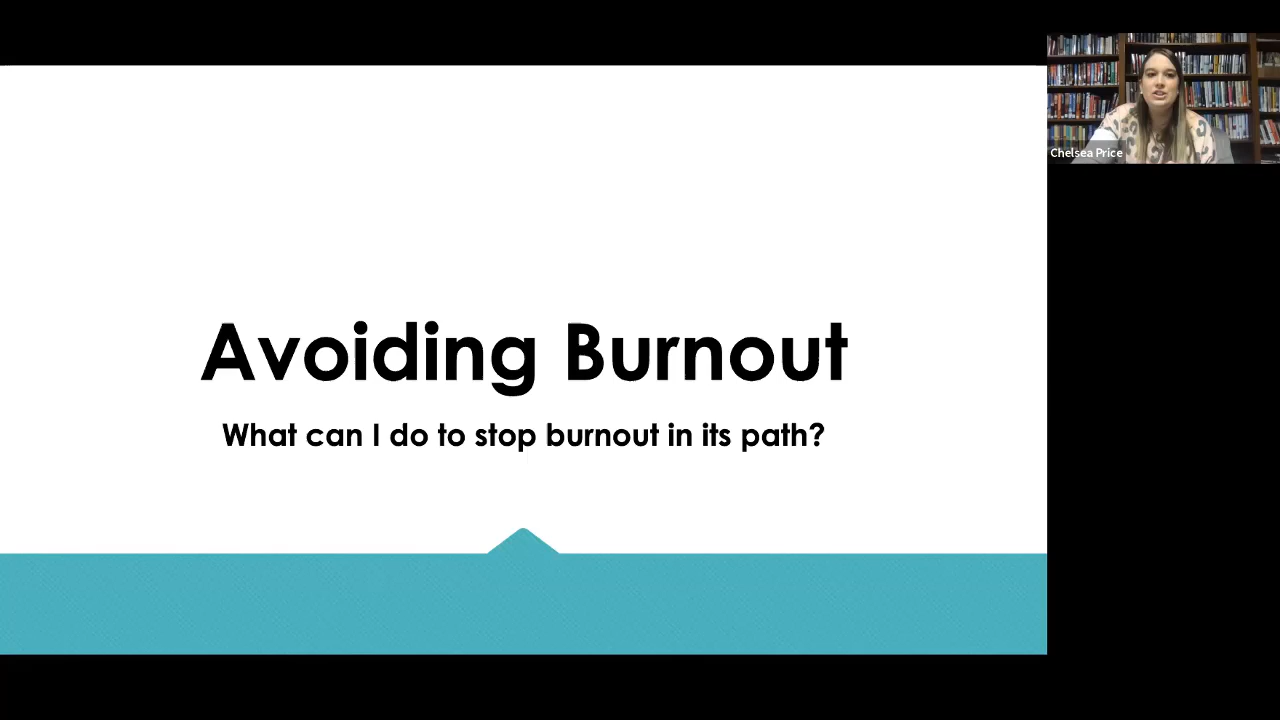 Avoiding Burnout
What can I do to stop burnout in its path?
Chelsea Price